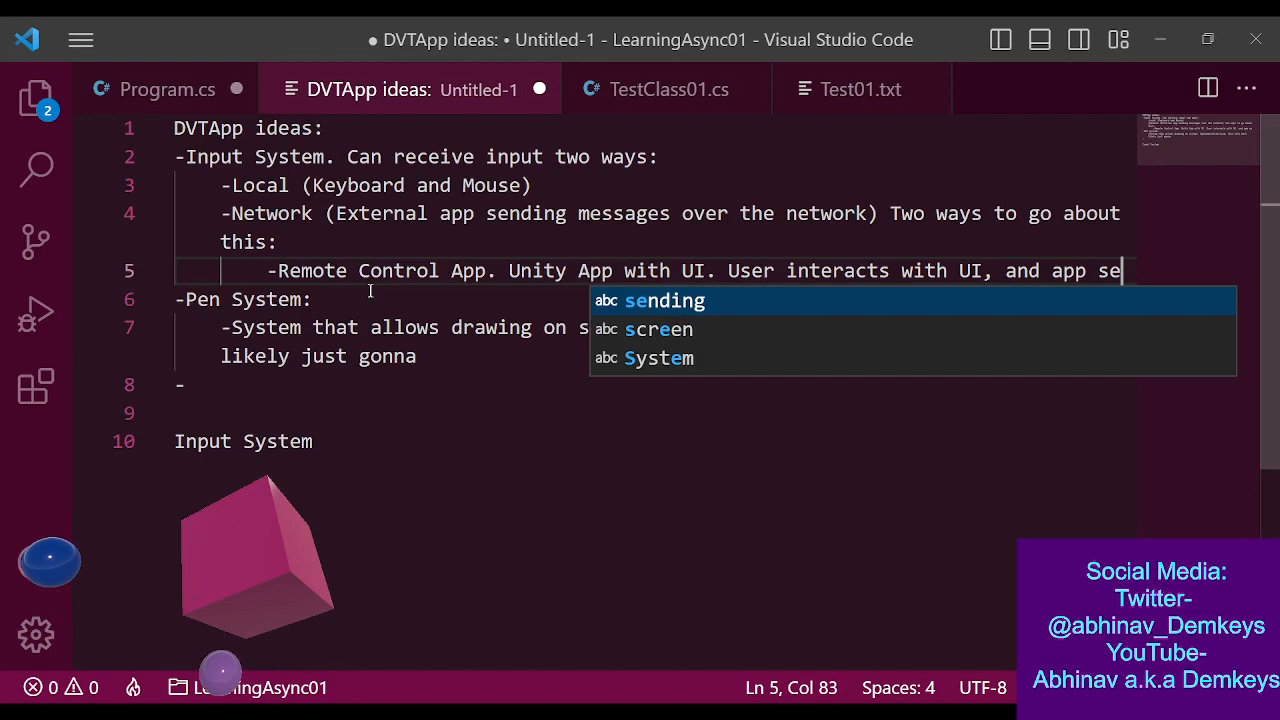 ● DVTApp ideas: • Untitled-1 - LearningAsync01 - Visual Studio Code
Program.cs
DVTApp ideas: Untitled-1
TestClass01.cs
Test01.txt
2
1 DVTApp ideas:
2 -Input System. Can receive input two ways:
3 -Local (Keyboard and Mouse)
4 -Network (External app sending messages over the network) Two ways to go about
this:
5 -Remote Control App. Unity App with UI. User interacts with UI, and app se
6 -Pen System:
abc sending
7 -System that allows drawing on s
abc screen
likely just gonna
abc System
8 -
9
10 Input System
Social Media:
Twitter-
@abhinav_Demkeys
YouTube-
Abhinav a.k.a Demkeys
0 0 ngAsync01 Ln 5, Col 83 Spaces: 4 UTF-8